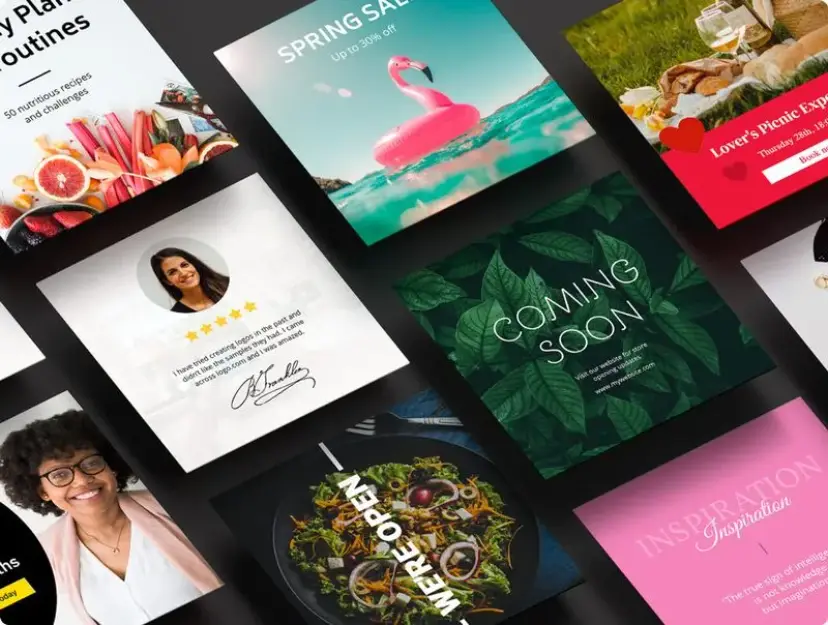 outines
50 nutritious recipes
and challenges
SPRING SAL
Up to 30% off
Lover's Picnic Exp
Thursday 28th, 18:
Book no
I have tried creating logos in the past and
didn't like the samples they had. I came
across logo.com and I was amazed.
COMING
SOON
Visit our website for store
opening updates.
www.mywebsite.com
ths
oday
WE'RE OPEN
INSPIRATION
Inspiration
"The true sign of intellige
is not knowledge
but imagination